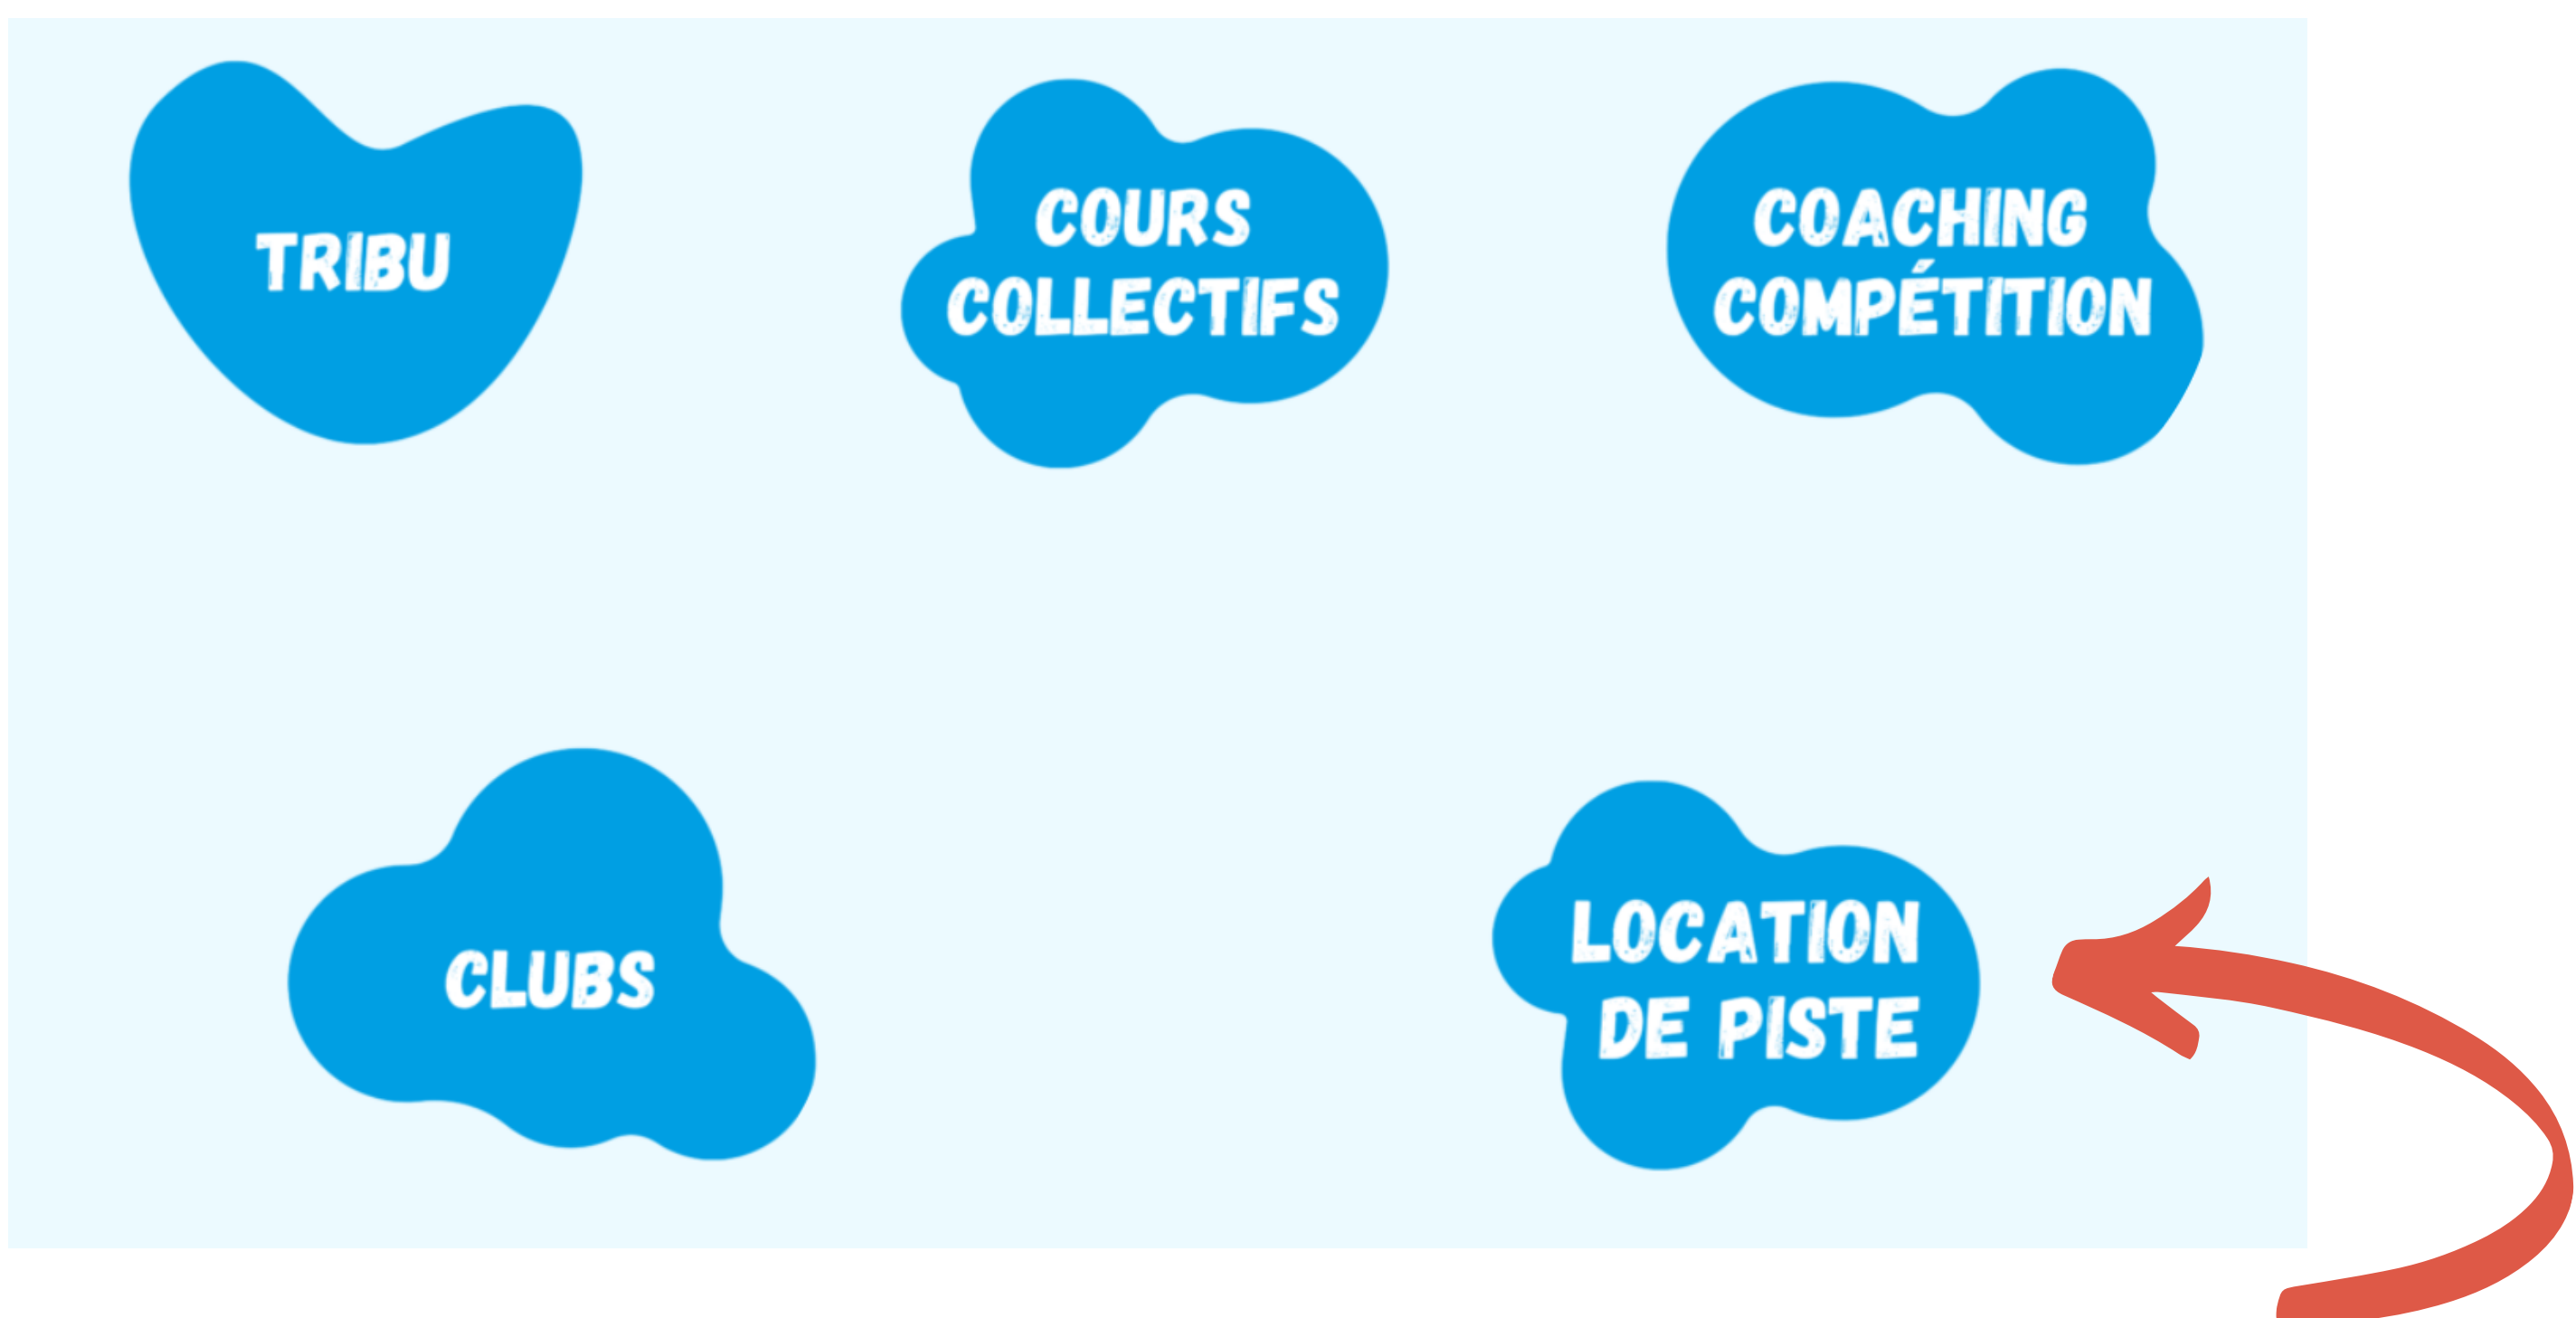 TRIBU
COURS
COLLECTIFS
COACHING
COMPÉTITION
CLUBS
LOCATION
DE PISTE